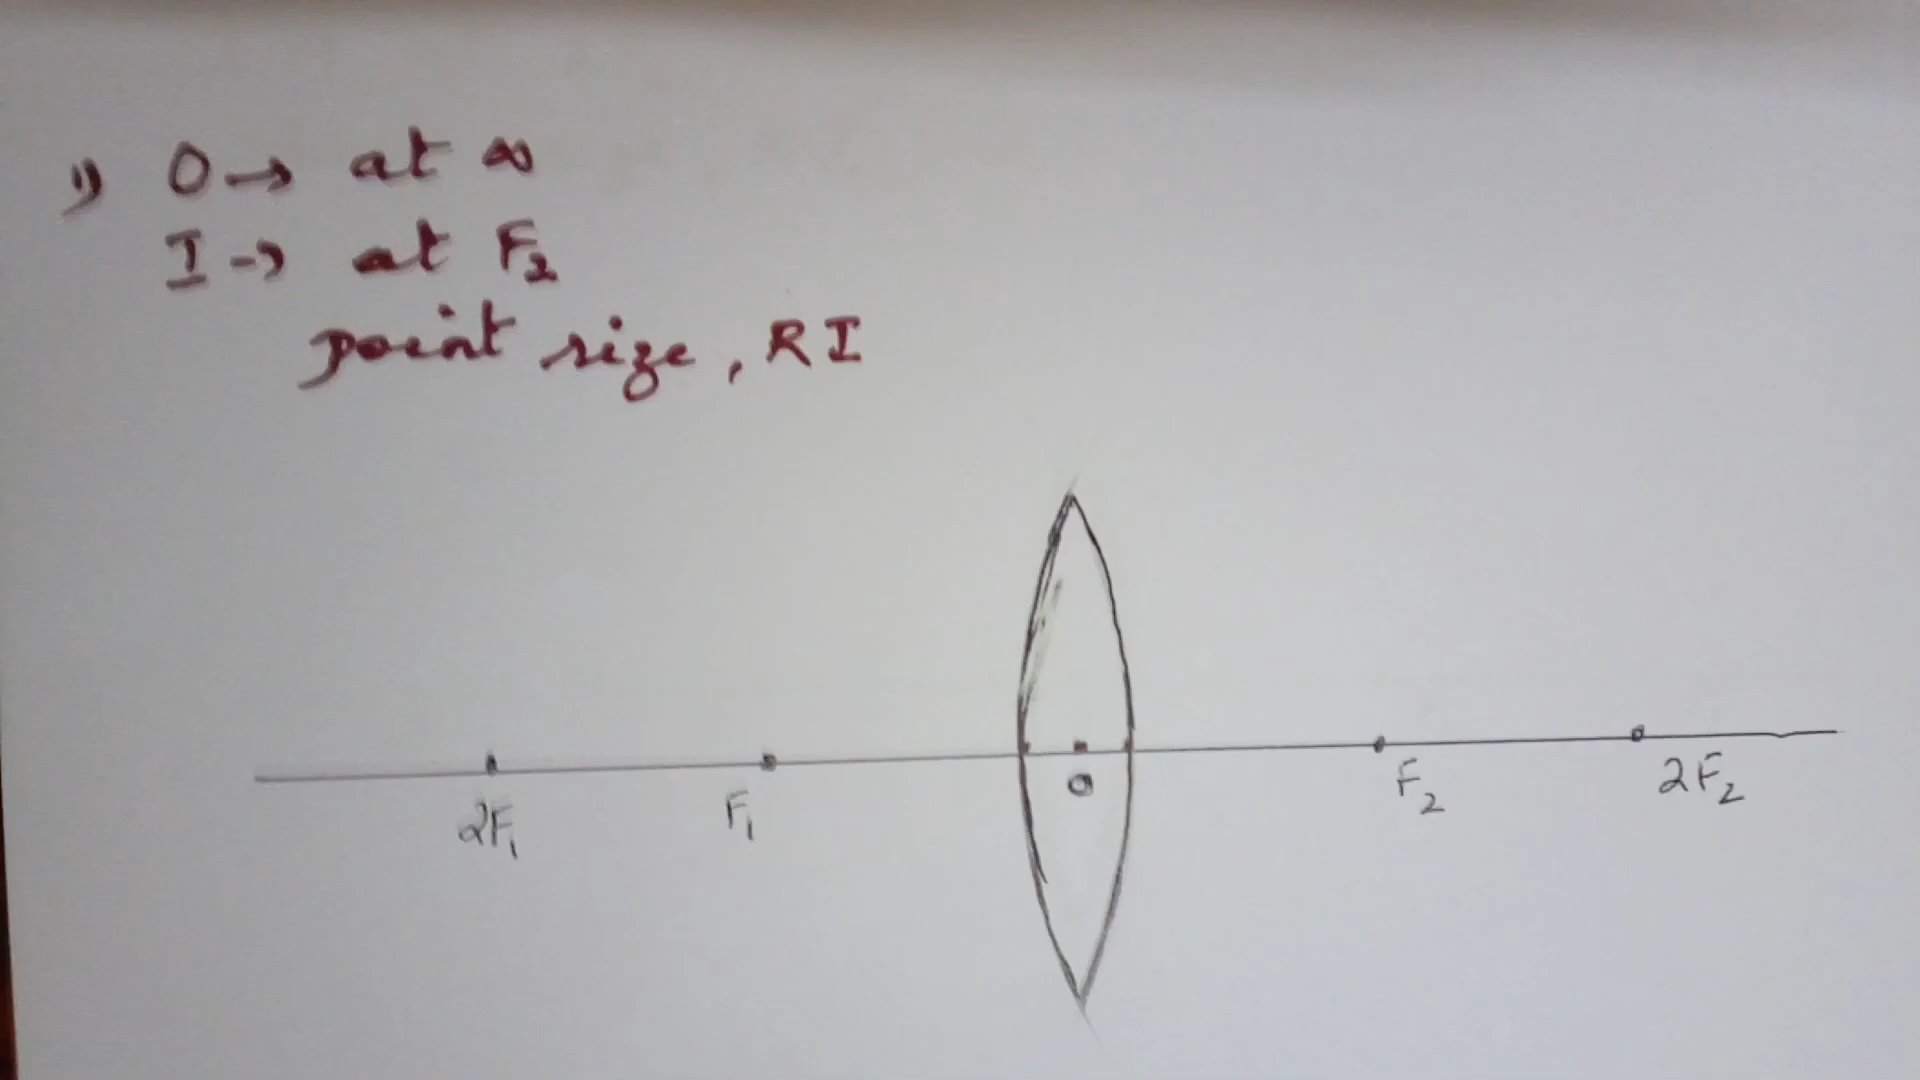 1) O→ at ∞
I→ at F₂
point size, RI
2F₁ F₁ O F₂ 2F₂